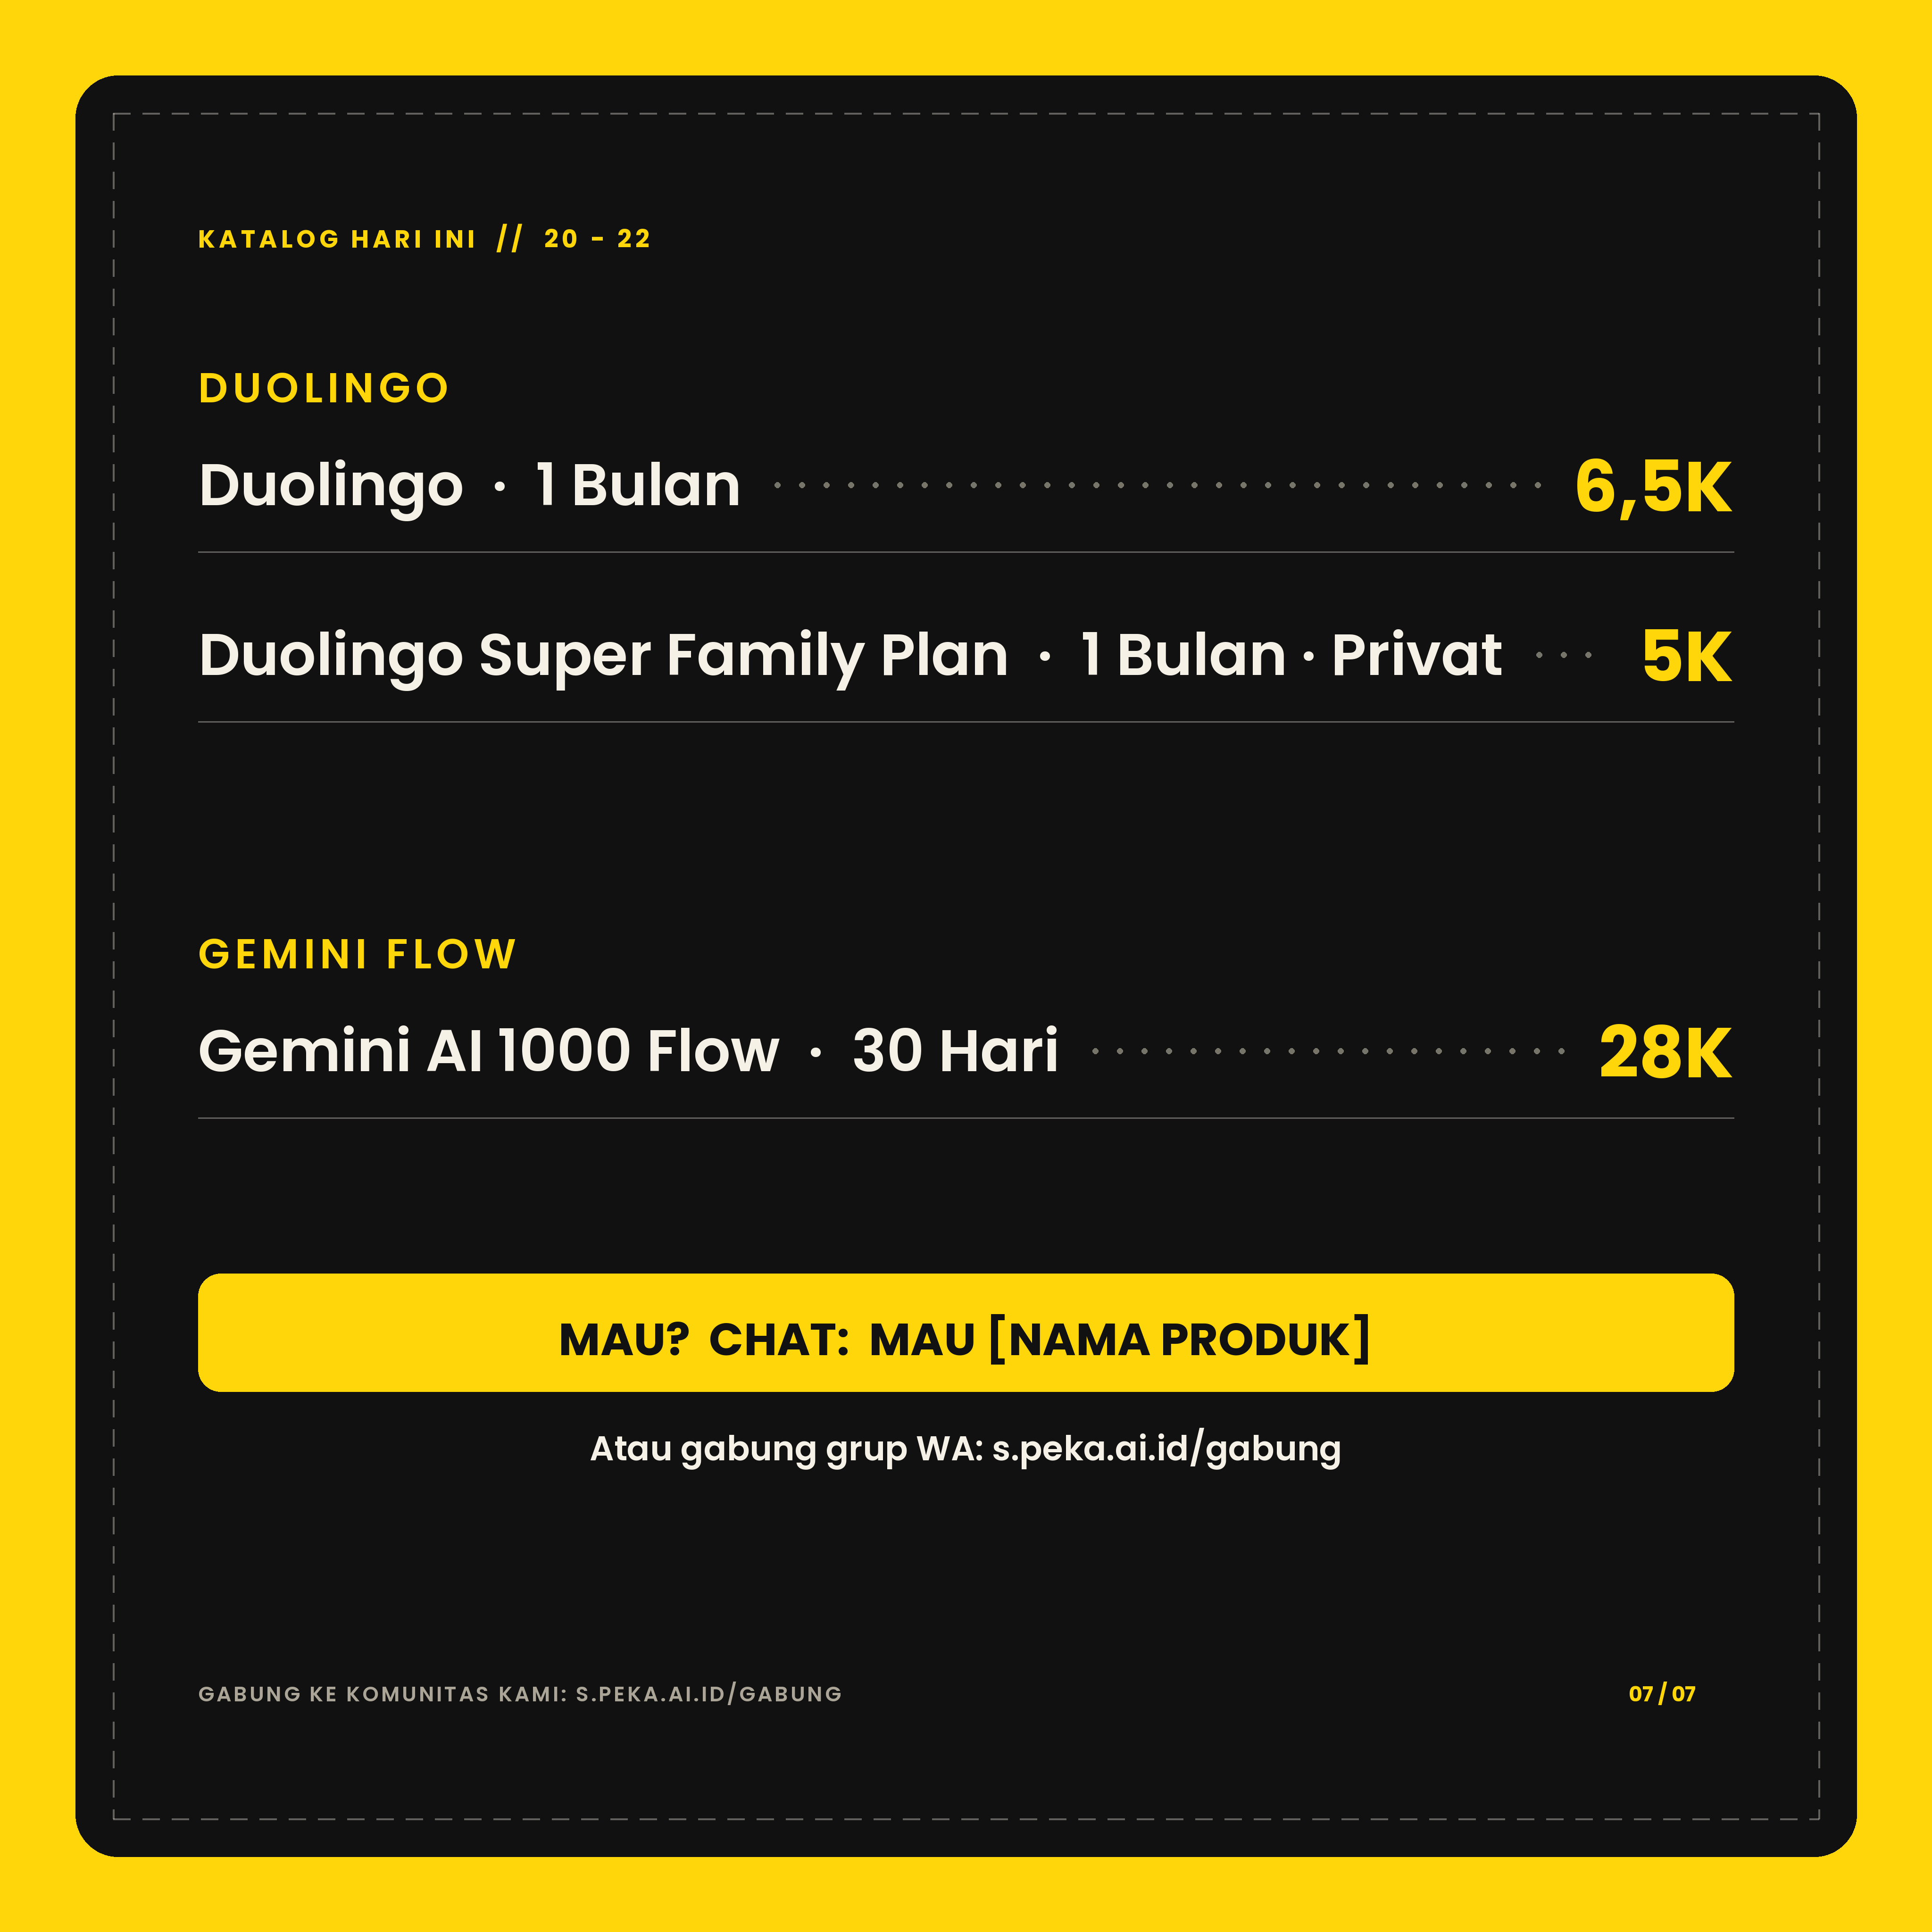 KATALOG HARI INI // 20 - 22
DUOLINGO
Duolingo · 1 Bulan 6,5K
Duolingo Super Family Plan · 1 Bulan · Privat 5K
GEMINI FLOW
Gemini AI 1000 Flow · 30 Hari 28K
MAU? CHAT: MAU [NAMA PRODUK]
Atau gabung grup WA: s.peka.ai.id/gabung
GABUNG KE KOMUNITAS KAMI: S.PEKA.AI.ID/GABUNG 07 / 07